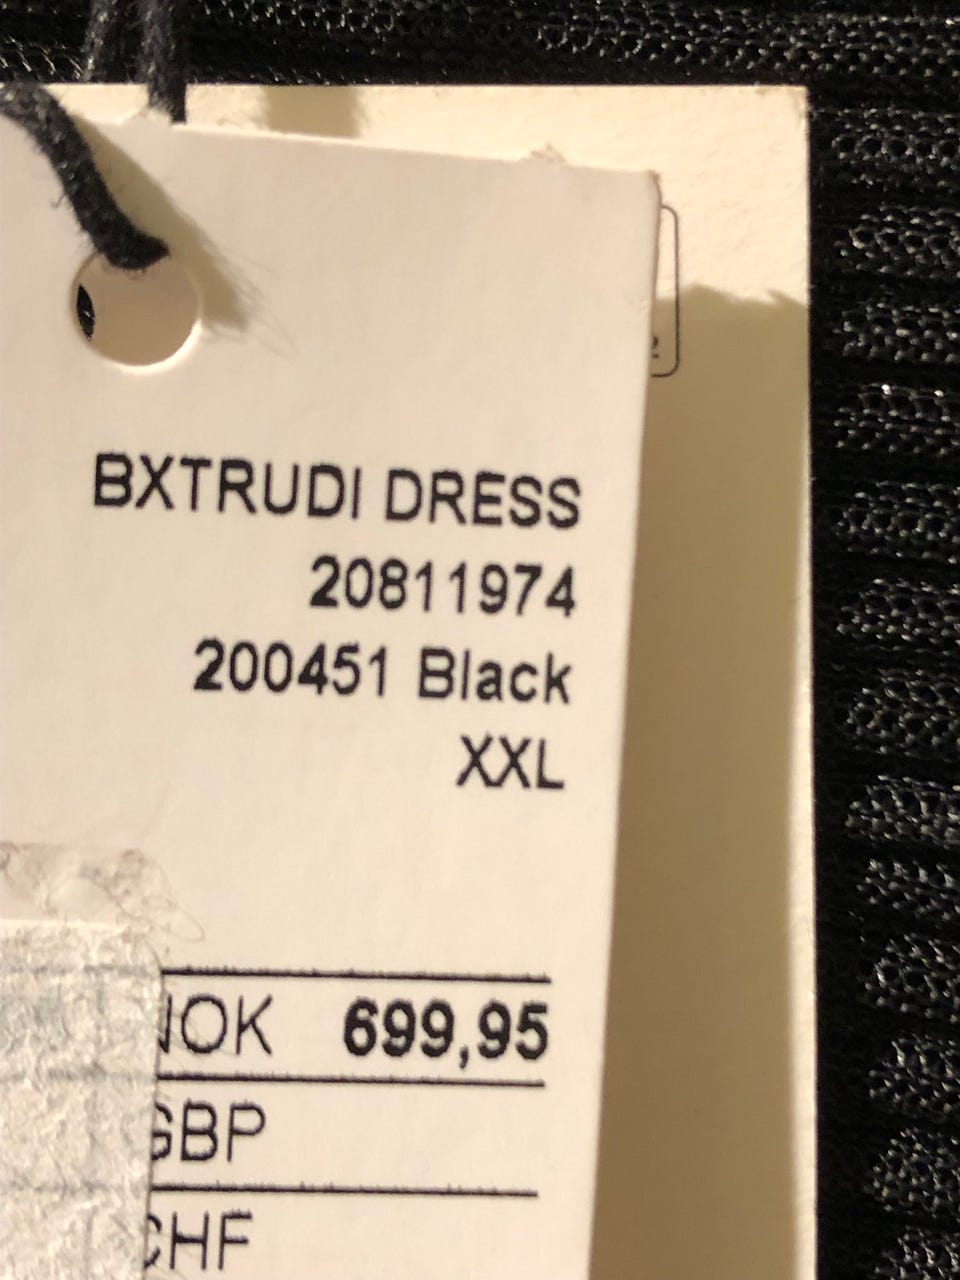 BXTRUDI DRESS
20811974
200451 Black
XXL
NOK 699,95
GBP
CHF